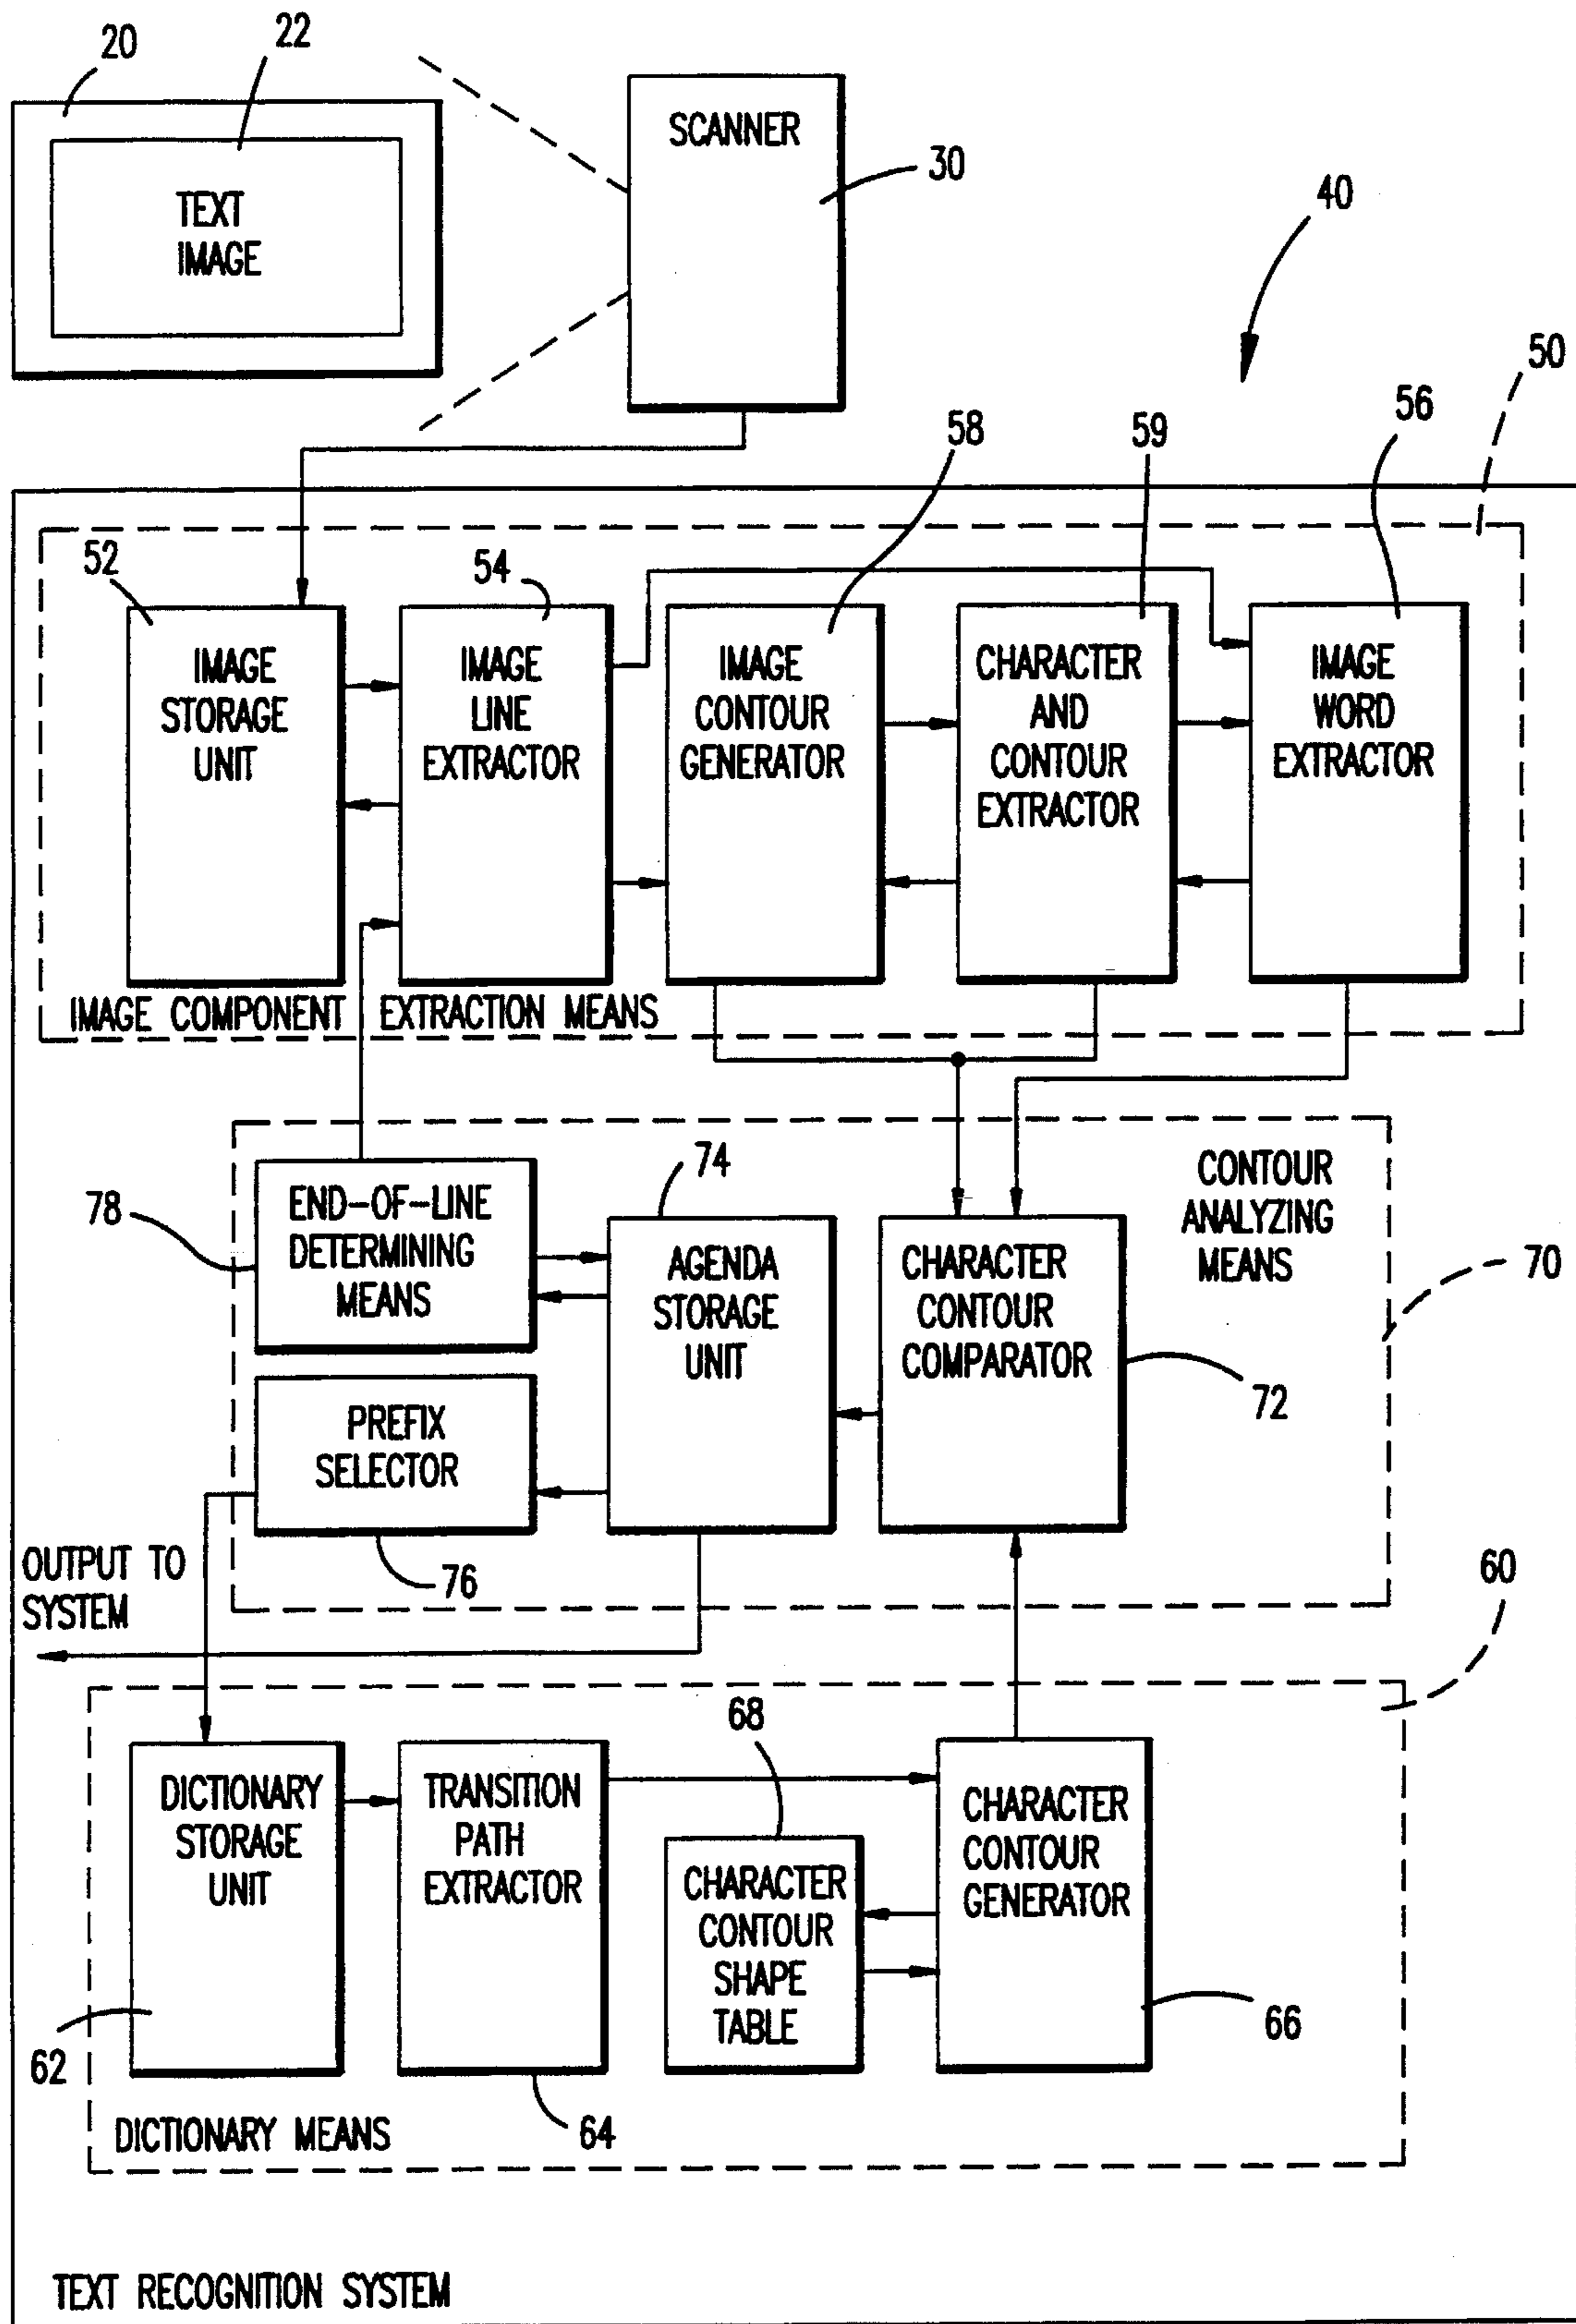 20
22
TEXT
IMAGE
SCANNER
30
40
50
52
54
58
59
56
IMAGE
STORAGE
UNIT
IMAGE
LINE
EXTRACTOR
IMAGE
CONTOUR
GENERATOR
CHARACTER
AND
CONTOUR
EXTRACTOR
IMAGE
WORD
EXTRACTOR
IMAGE COMPONENT EXTRACTION MEANS
78
END-OF-LINE
DETERMINING
MEANS
74
AGENDA
STORAGE
UNIT
CHARACTER
CONTOUR
COMPARATOR
72
CONTOUR
ANALYZING
MEANS
70
PREFIX
SELECTOR
76
OUTPUT TO
SYSTEM
60
DICTIONARY
STORAGE
UNIT
62
TRANSITION
PATH
EXTRACTOR
64
68
CHARACTER
CONTOUR
SHAPE
TABLE
CHARACTER
CONTOUR
GENERATOR
66
DICTIONARY MEANS
TEXT RECOGNITION SYSTEM